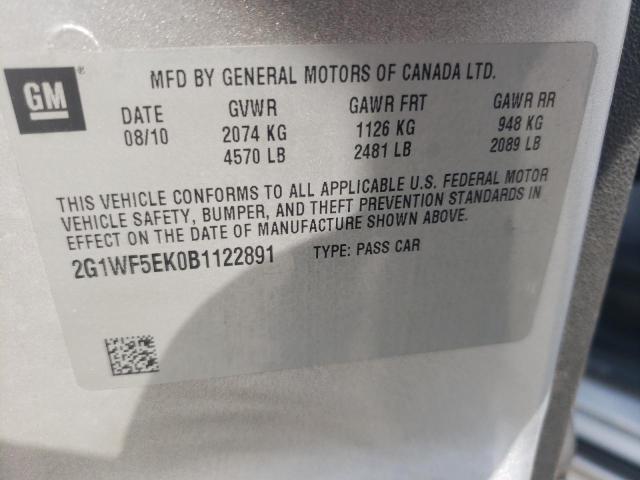 GM®
MFD BY GENERAL MOTORS OF CANADA LTD.
DATE GVWR GAWR FRT GAWR RR
08/10 2074 KG 1126 KG 948 KG
4570 LB 2481 LB 2089 LB
THIS VEHICLE CONFORMS TO ALL APPLICABLE U.S. FEDERAL MOTOR
VEHICLE SAFETY, BUMPER, AND THEFT PREVENTION STANDARDS IN
EFFECT ON THE DATE OF MANUFACTURE SHOWN ABOVE.
2G1WF5EK0B1122891 TYPE: PASS CAR